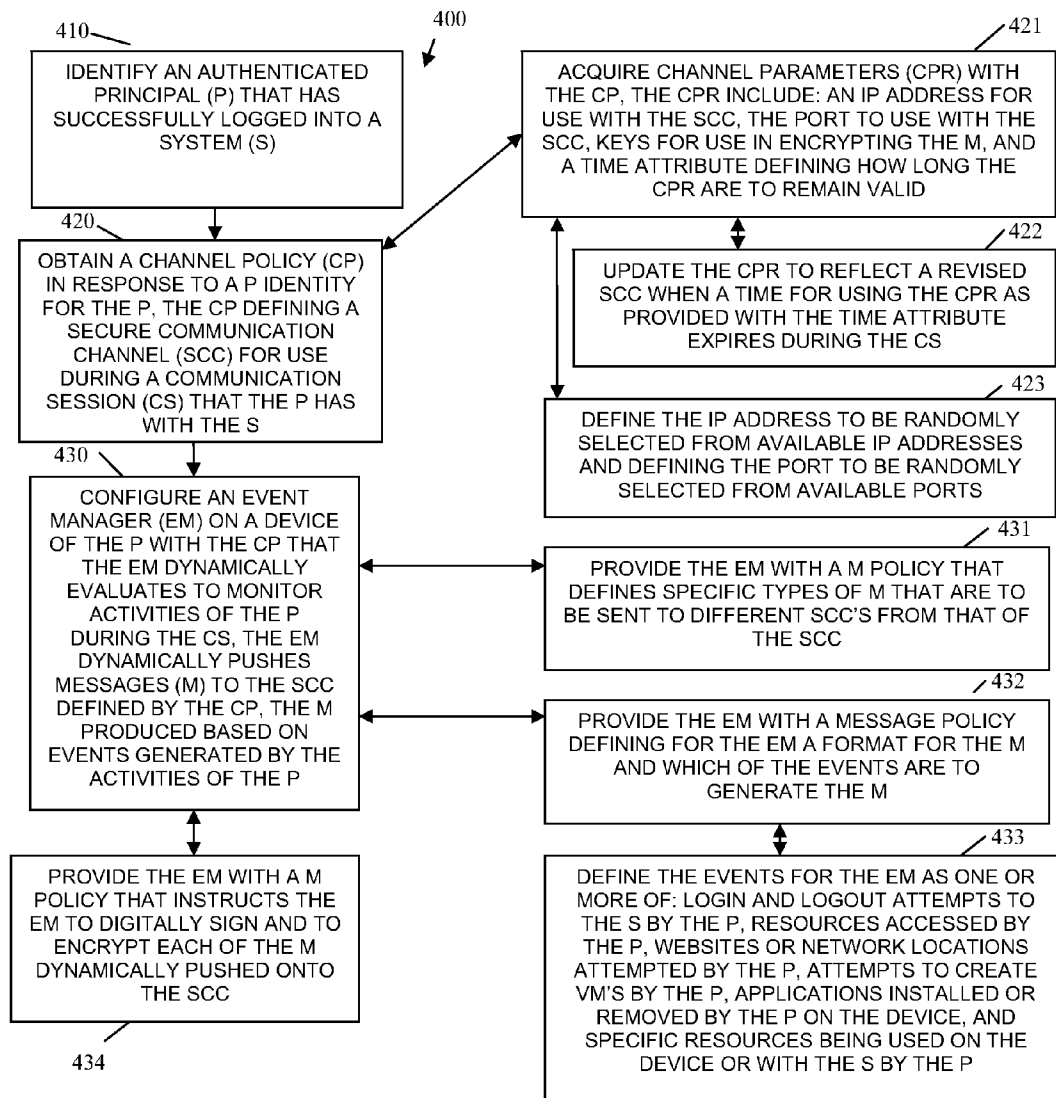 410
400
IDENTIFY AN AUTHENTICATED
PRINCIPAL (P) THAT HAS
SUCCESSFULLY LOGGED INTO A
SYSTEM (S)
420
OBTAIN A CHANNEL POLICY (CP)
IN RESPONSE TO A P IDENTITY
FOR THE P, THE CP DEFINING A
SECURE COMMUNICATION
CHANNEL (SCC) FOR USE
DURING A COMMUNICATION
SESSION (CS) THAT THE P HAS
WITH THE S
430
CONFIGURE AN EVENT
MANAGER (EM) ON A DEVICE
OF THE P WITH THE CP THAT
THE EM DYNAMICALLY
EVALUATES TO MONITOR
ACTIVITIES OF THE P
DURING THE CS, THE EM
DYNAMICALLY PUSHES
MESSAGES (M) TO THE SCC
DEFINED BY THE CP, THE M
PRODUCED BASED ON
EVENTS GENERATED BY THE
ACTIVITIES OF THE P
PROVIDE THE EM WITH A M
POLICY THAT INSTRUCTS THE
EM TO DIGITALLY SIGN AND TO
ENCRYPT EACH OF THE M
DYNAMICALLY PUSHED ONTO
THE SCC
434
421
ACQUIRE CHANNEL PARAMETERS (CPR) WITH
THE CP, THE CPR INCLUDE: AN IP ADDRESS FOR
USE WITH THE SCC, THE PORT TO USE WITH THE
SCC, KEYS FOR USE IN ENCRYPTING THE M, AND
A TIME ATTRIBUTE DEFINING HOW LONG THE
CPR ARE TO REMAIN VALID
422
UPDATE THE CPR TO REFLECT A REVISED
SCC WHEN A TIME FOR USING THE CPR AS
PROVIDED WITH THE TIME ATTRIBUTE
EXPIRES DURING THE CS
423
DEFINE THE IP ADDRESS TO BE RANDOMLY
SELECTED FROM AVAILABLE IP ADDRESSES
AND DEFINING THE PORT TO BE RANDOMLY
SELECTED FROM AVAILABLE PORTS
431
PROVIDE THE EM WITH A M POLICY THAT
DEFINES SPECIFIC TYPES OF M THAT ARE TO
BE SENT TO DIFFERENT SCC'S FROM THAT OF
THE SCC
432
PROVIDE THE EM WITH A MESSAGE POLICY
DEFINING FOR THE EM A FORMAT FOR THE M
AND WHICH OF THE EVENTS ARE TO
GENERATE THE M
433
DEFINE THE EVENTS FOR THE EM AS ONE OR
MORE OF: LOGIN AND LOGOUT ATTEMPTS TO
THE S BY THE P, RESOURCES ACCESSED BY
THE P, WEBSITES OR NETWORK LOCATIONS
ATTEMPTED BY THE P, ATTEMPTS TO CREATE
VM'S BY THE P, APPLICATIONS INSTALLED OR
REMOVED BY THE P ON THE DEVICE, AND
SPECIFIC RESOURCES BEING USED ON THE
DEVICE OR WITH THE S BY THE P